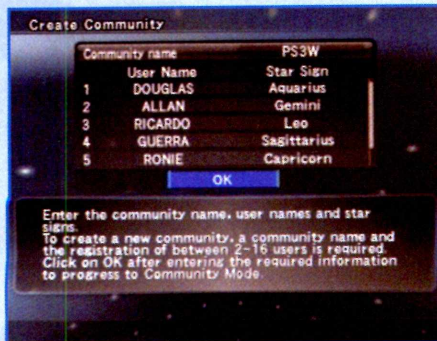 Create Community
Community name PS3W
User Name Star Sign
1 DOUGLAS Aquarius
2 ALLAN Gemini
3 RICARDO Leo
4 GUERRA Sagittarius
5 RONIE Capricorn
OK
Enter the community name, user names and star
signs.
To create a new community, a community name and
the registration of between 2-16 users is required.
Click on OK after entering the required information
to progress to Community Mode.